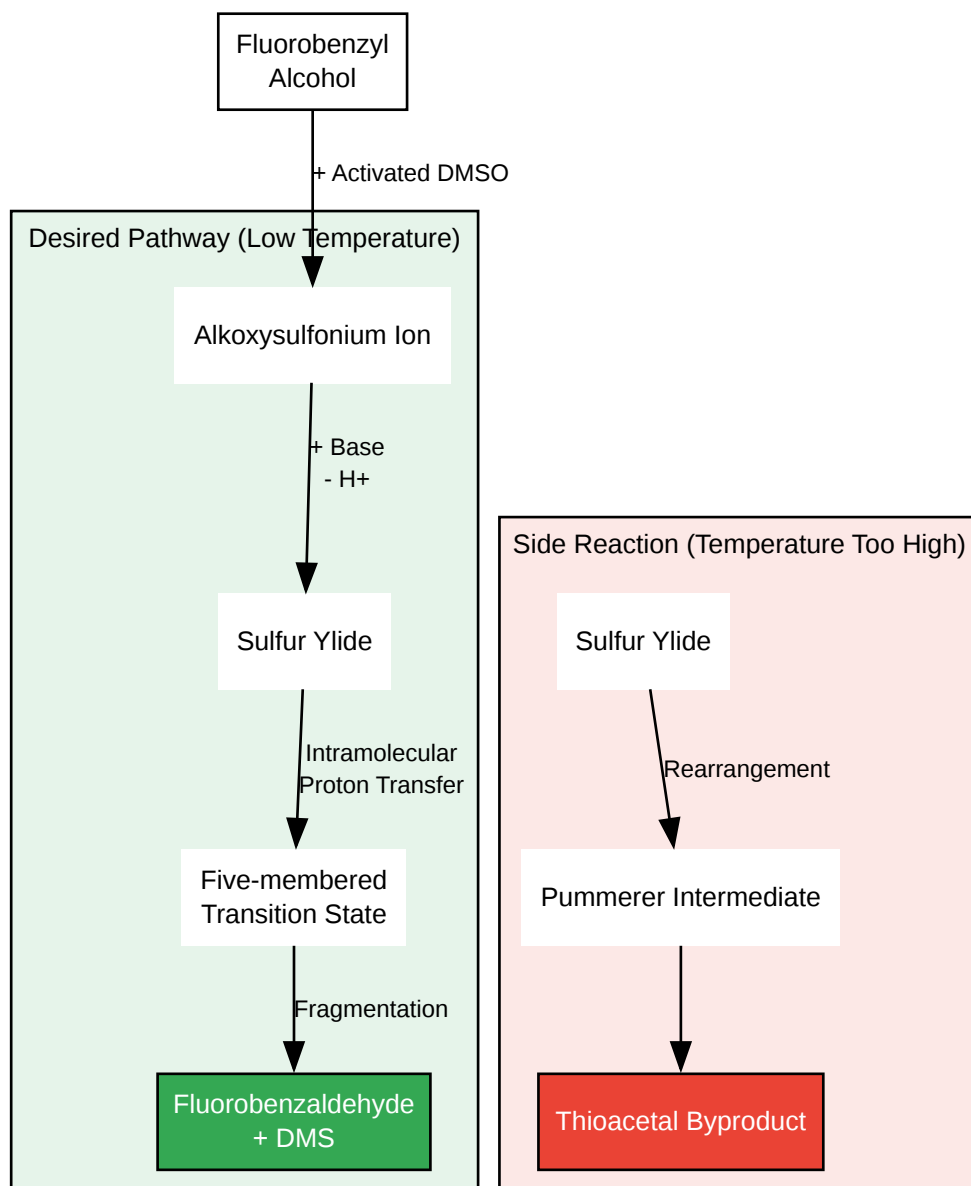 Fluorobenzyl
Alcohol
+ Activated DMSO
Desired Pathway (Low Temperature)
Alkoxysulfonium Ion
+ Base
- H+
Sulfur Ylide
Intramolecular
Proton Transfer
Five-membered
Transition State
Fragmentation
Fluorobenzaldehyde
+ DMS
Side Reaction (Temperature Too High)
Sulfur Ylide
Rearrangement
Pummerer Intermediate
Thioacetal Byproduct